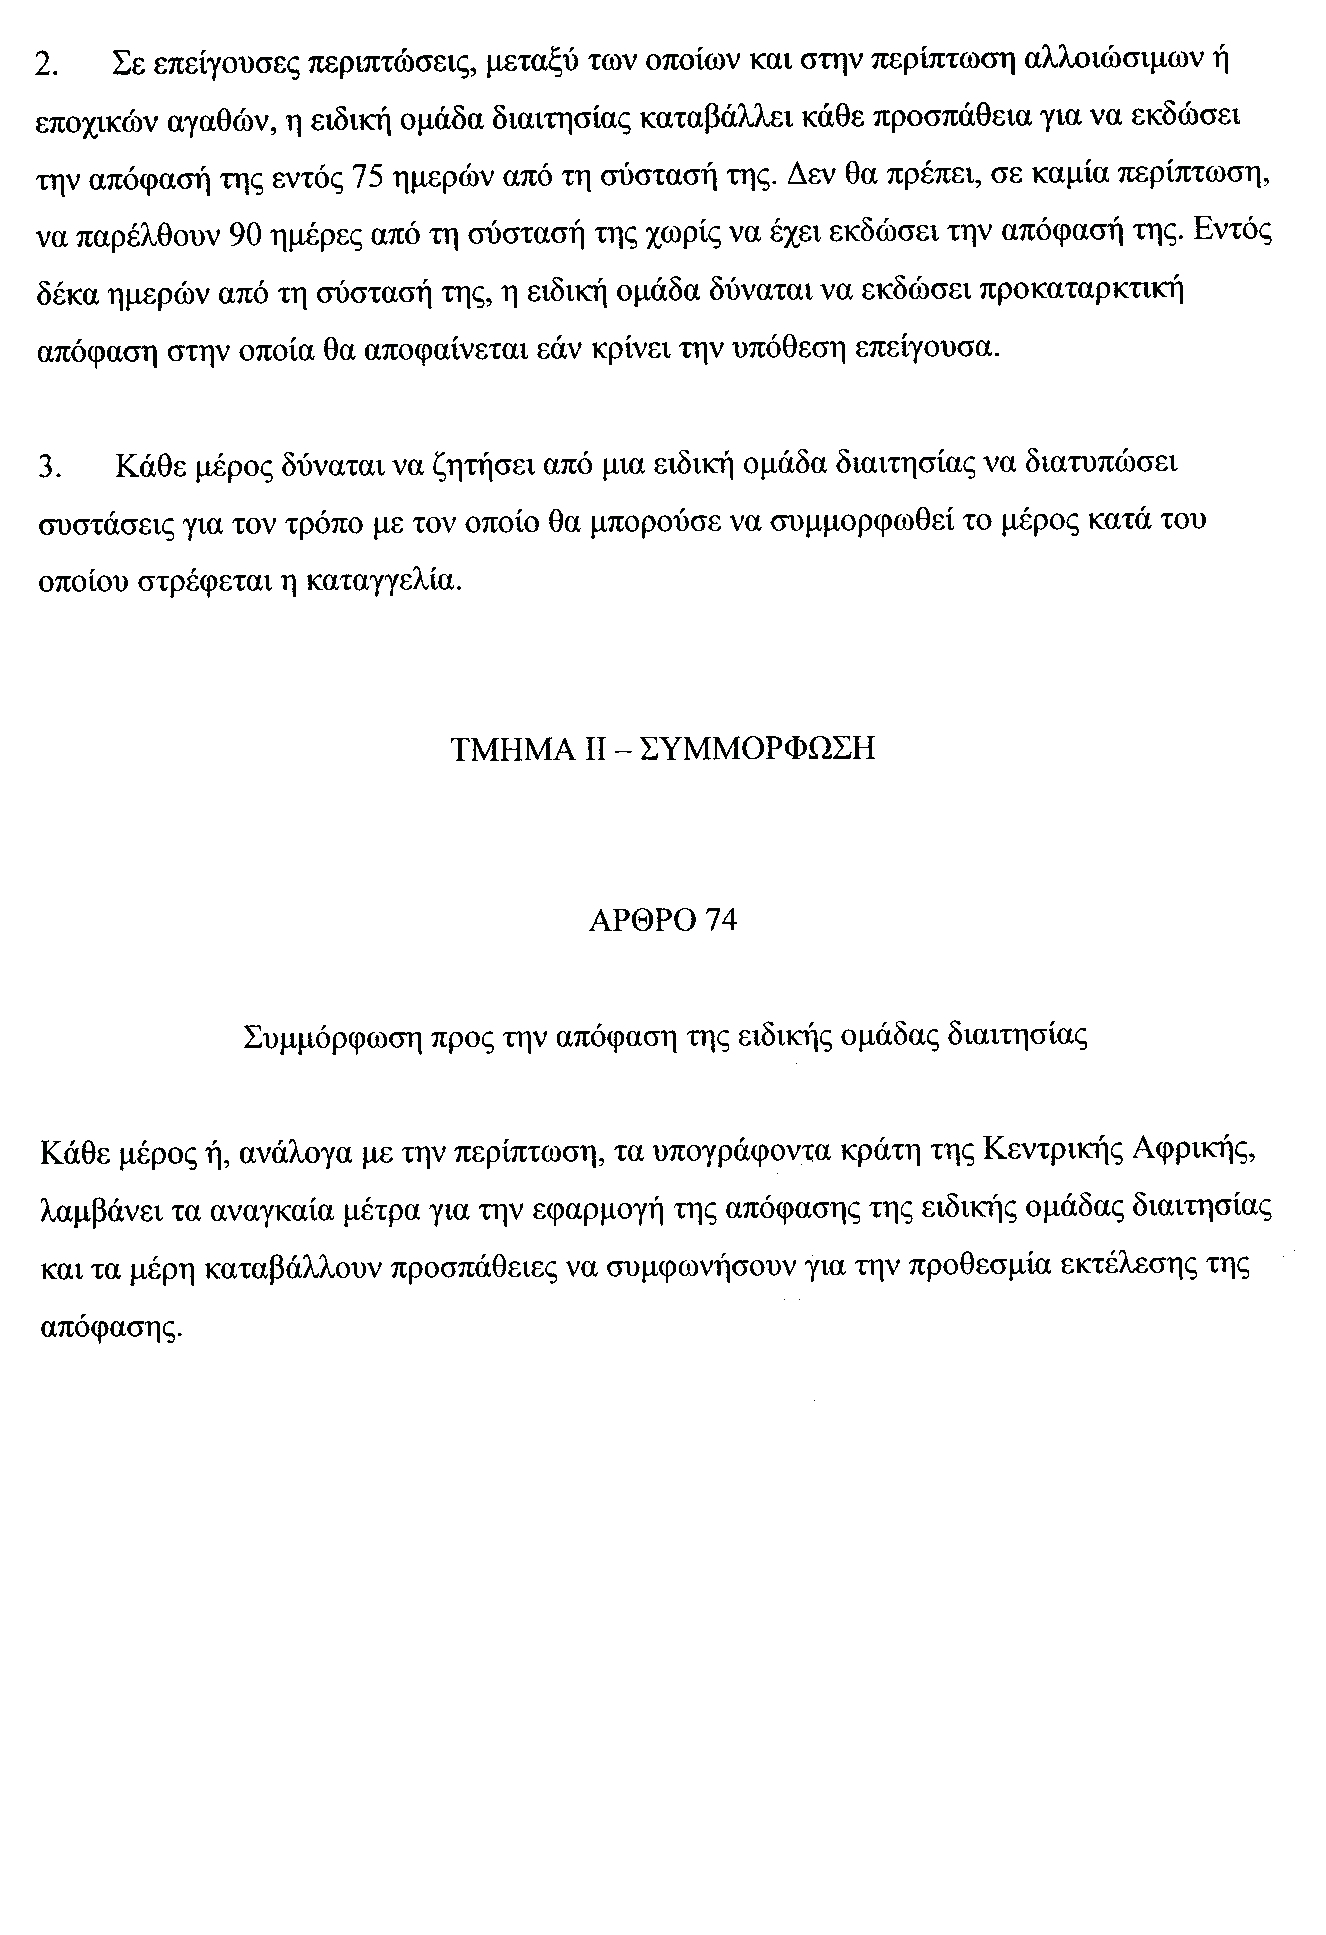 2. Σε επείγουσες περιπτώσεις, μεταξύ των οποίων και στην περίπτωση αλλοιώσιμων ή
εποχικών αγαθών, η ειδική ομάδα διαιτησίας καταβάλλει κάθε προσπάθεια για να εκδώσει
την απόφασή της εντός 75 ημερών από τη σύστασή της. Δεν θα πρέπει, σε καμία περίπτωση,
να παρέλθουν 90 ημέρες από τη σύστασή της χωρίς να έχει εκδώσει την απόφασή της. Εντός
δέκα ημερών από τη σύστασή της, η ειδική ομάδα δύναται να εκδώσει προκαταρκτική
απόφαση στην οποία θα αποφαίνεται εάν κρίνει την υπόθεση επείγουσα.
3. Κάθε μέρος δύναται να ζητήσει από μια ειδική ομάδα διαιτησίας να διατυπώσει
συστάσεις για τον τρόπο με τον οποίο θα μπορούσε να συμμορφωθεί το μέρος κατά του
οποίου στρέφεται η καταγγελία.
ΤΜΗΜΑ ΙΙ – ΣΥΜΜΟΡΦΩΣΗ
ΑΡΘΡΟ 74
Συμμόρφωση προς την απόφαση της ειδικής ομάδας διαιτησίας
Κάθε μέρος ή, ανάλογα με την περίπτωση, τα υπογράφοντα κράτη της Κεντρικής Αφρικής,
λαμβάνει τα αναγκαία μέτρα για την εφαρμογή της απόφασης της ειδικής ομάδας διαιτησίας
και τα μέρη καταβάλλουν προσπάθειες να συμφωνήσουν για την προθεσμία εκτέλεσης της
απόφασης.